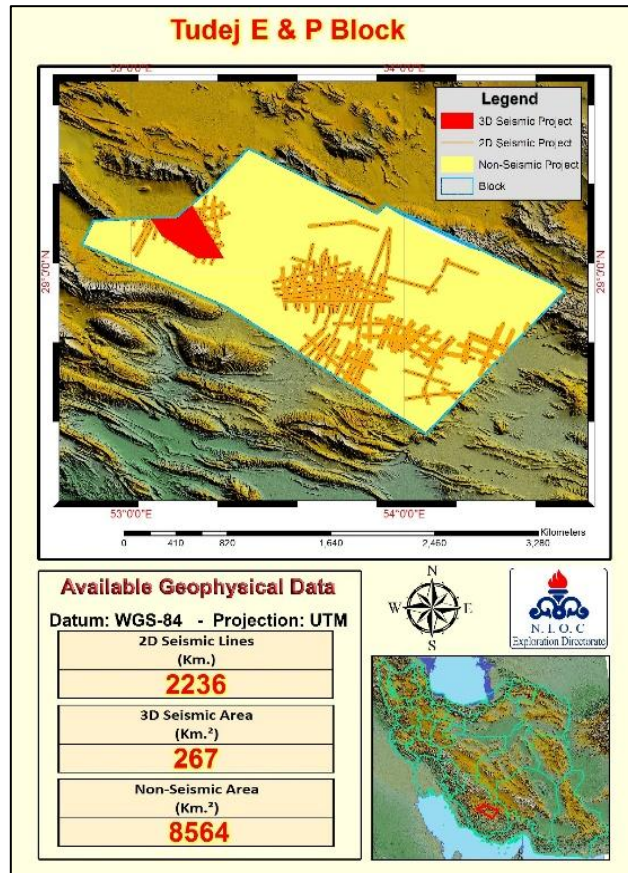 Tudej E & P Block
53°0'0"E
54°0'0"E
Legend
3D Seismic Project
2D Seismic Project
Non-Seismic Project
Block
29°0'0"N
29°0'0"N
53°0'0"E
54°0'0"E
Kilometers
0 410 820 1,640 2,460 3,280
Available Geophysical Data
Datum: WGS-84 - Projection: UTM
2D Seismic Lines
(Km.)
2236
3D Seismic Area
(Km.²)
267
Non-Seismic Area
(Km.²)
8564
N
W E
S
N. I. O. C
Exploration Directorate